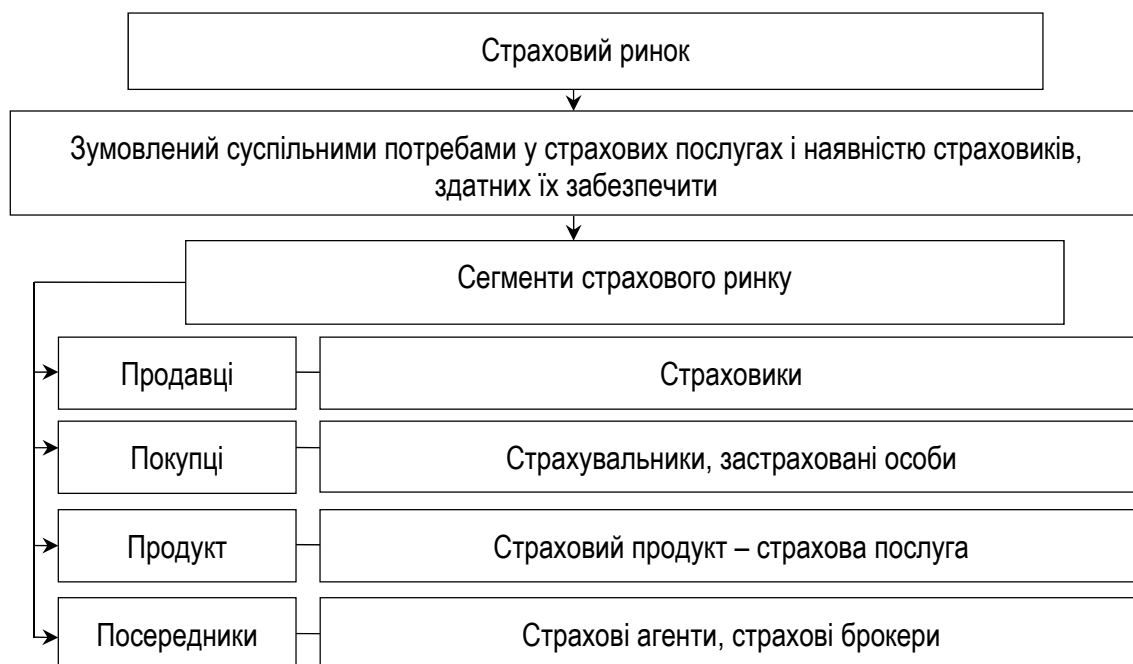 Страховий ринок
Зумовлений суспільними потребами у страхових послугах і наявністю страховиків,
здатних їх забезпечити
Сегменти страхового ринку
Продавці
Страховики
Покупці
Страхувальники, застраховані особи
Продукт
Страховий продукт – страхова послуга
Посередники
Страхові агенти, страхові брокери